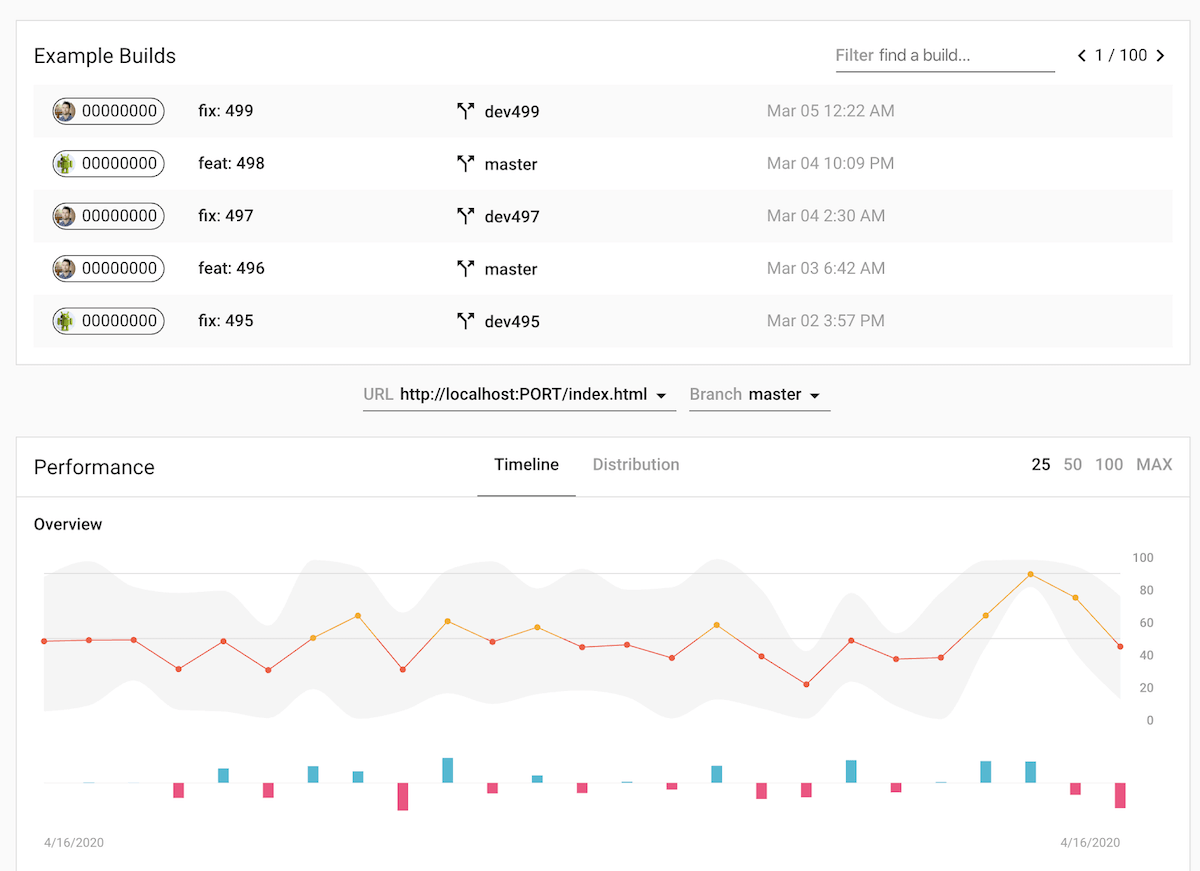 Example Builds Filter find a build... 1 / 100
00000000 fix: 499 dev499 Mar 05 12:22 AM
00000000 feat: 498 master Mar 04 10:09 PM
00000000 fix: 497 dev497 Mar 04 2:30 AM
00000000 feat: 496 master Mar 03 6:42 AM
00000000 fix: 495 dev495 Mar 02 3:57 PM
URL http://localhost:PORT/index.html Branch master
Performance Timeline Distribution 25 50 100 MAX
Overview
100
80
60
40
20
0
4/16/2020 4/16/2020